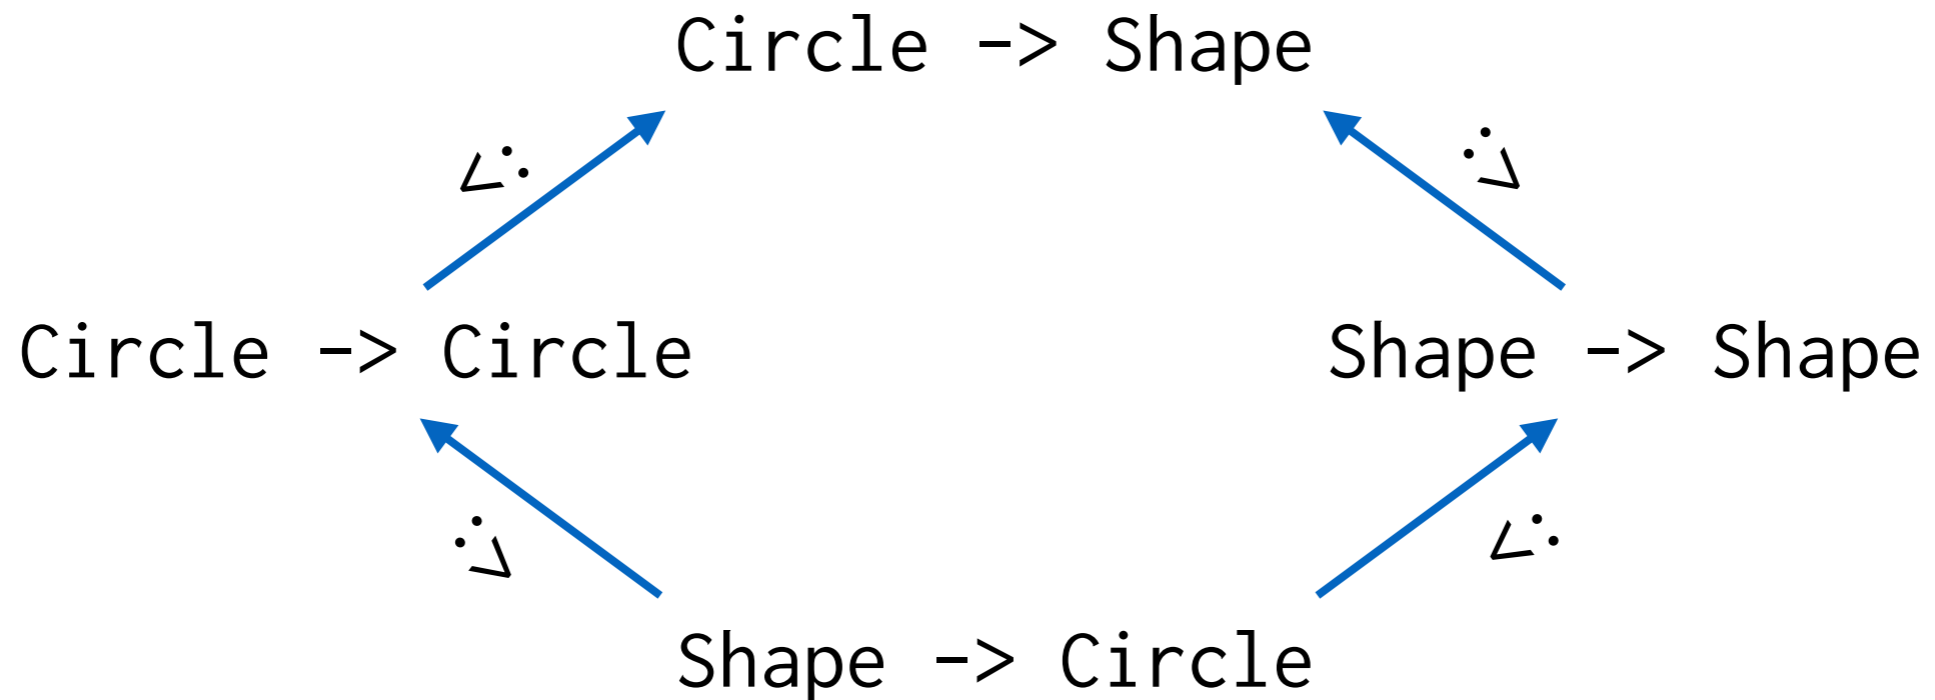 Circle -> Shape
<:
:>
Circle -> Circle
Shape -> Shape
:>
<:
Shape -> Circle